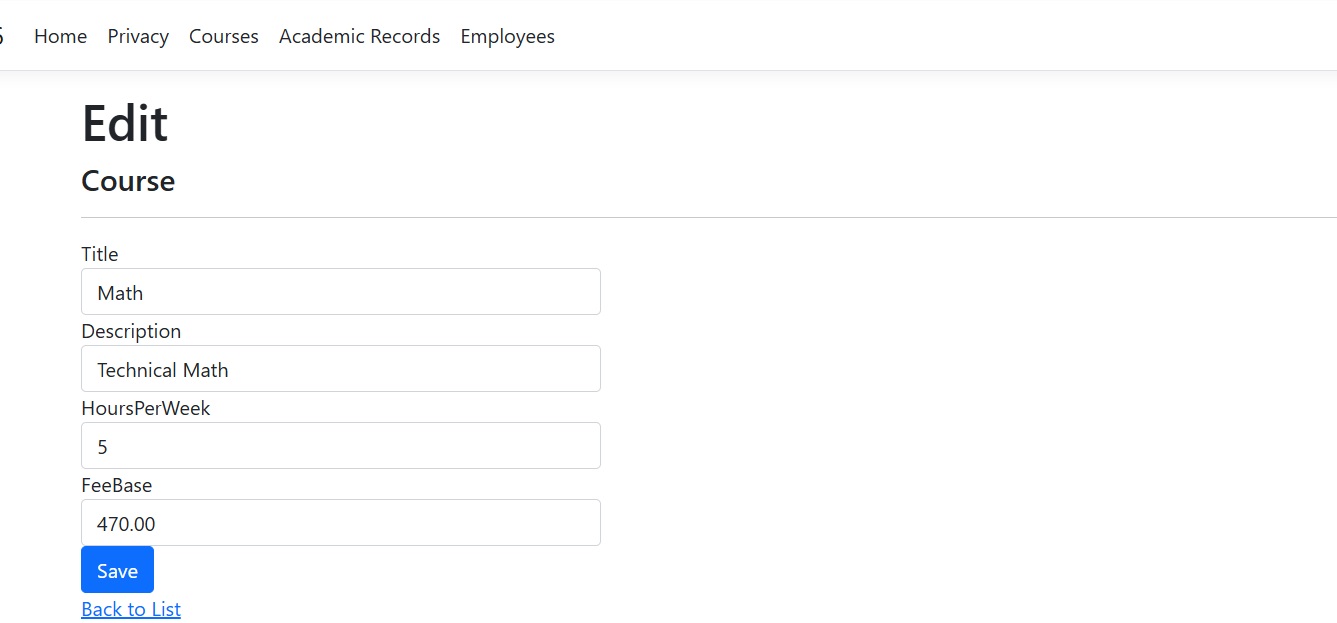 Home Privacy Courses Academic Records Employees
Edit
Course
Title
Math
Description
Technical Math
HoursPerWeek
5
FeeBase
470.00
Save
Back to List